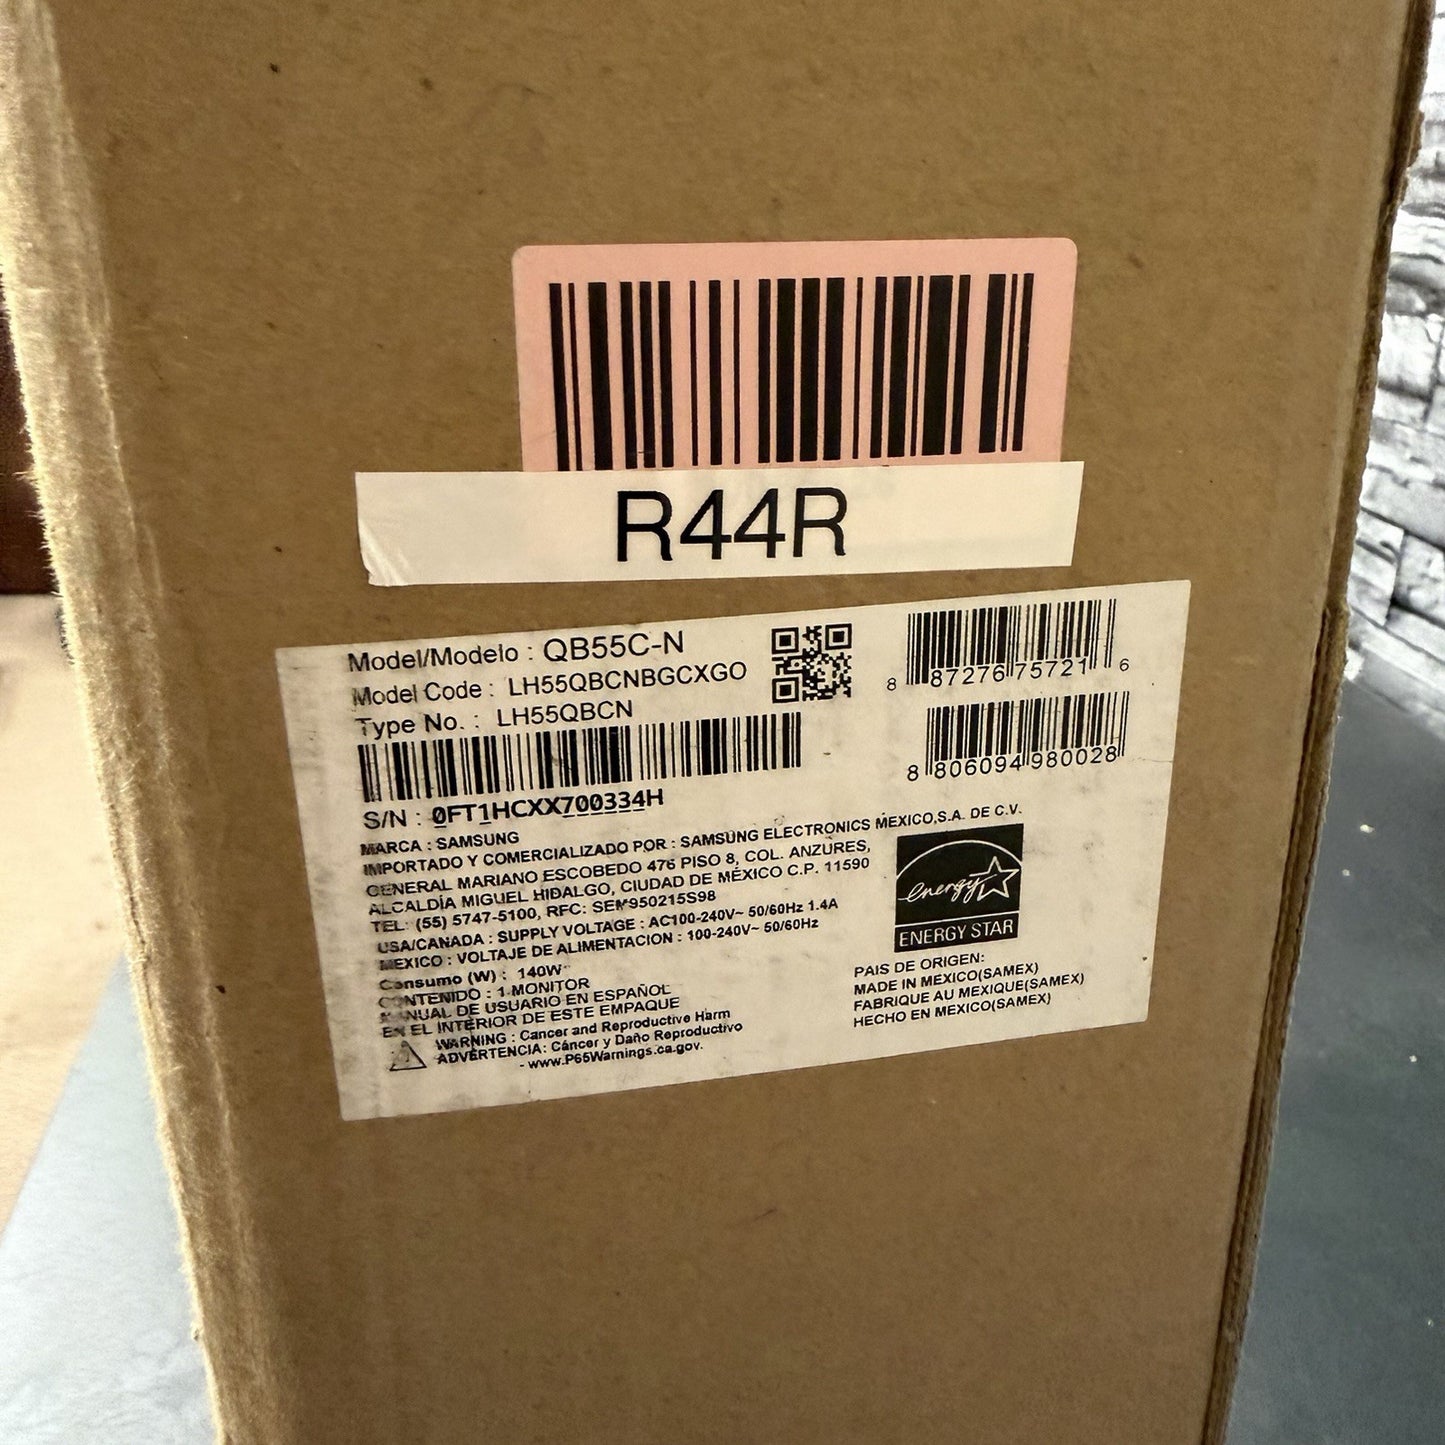 R44R
Model/Modelo : QB55C-N
Model Code : LH55QBCNBGCXGO
Type No. : LH55QBCN
8 87276 75721 6
8 806094 980028
S/N : 0FT1HCXX700334H
MARCA : SAMSUNG
IMPORTADO Y COMERCIALIZADO POR : SAMSUNG ELECTRONICS MEXICO,S.A. DE C.V.
GENERAL MARIANO ESCOBEDO 476 PISO 8, COL. ANZURES,
ALCALDÍA MIGUEL HIDALGO, CIUDAD DE MÉXICO C.P. 11590
TEL: (55) 5747-5100, RFC: SEM950215S98
USA/CANADA : SUPPLY VOLTAGE : AC100-240V~ 50/60Hz 1.4A
MEXICO : VOLTAJE DE ALIMENTACION : 100-240V~ 50/60Hz
Consumo (W) : 140W
CONTENIDO : 1 MONITOR
MANUAL DE USUARIO EN ESPAÑOL
EN EL INTERIOR DE ESTE EMPAQUE
WARNING : Cancer and Reproductive Harm
ADVERTENCIA: Cáncer y Daño Reproductivo
- www.P65Warnings.ca.gov.
energy
ENERGY STAR
PAIS DE ORIGEN:
MADE IN MEXICO(SAMEX)
FABRIQUE AU MEXIQUE(SAMEX)
HECHO EN MEXICO(SAMEX)